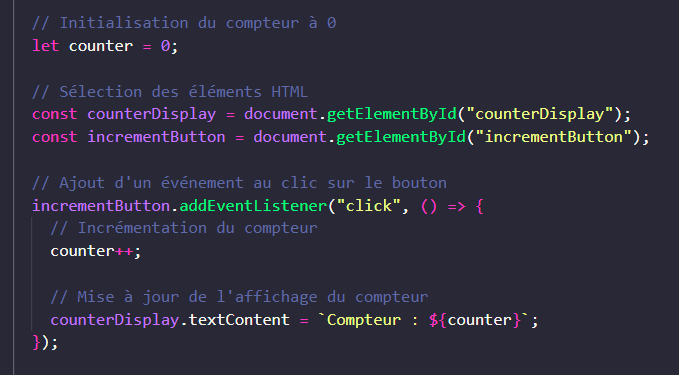 // Initialisation du compteur à 0
let counter = 0;
// Sélection des éléments HTML
const counterDisplay = document.getElementById("counterDisplay");
const incrementButton = document.getElementById("incrementButton");
// Ajout d'un événement au clic sur le bouton
incrementButton.addEventListener("click", () => {
// Incrémentation du compteur
counter++;
// Mise à jour de l'affichage du compteur
counterDisplay.textContent = `Compteur : ${counter}`;
});